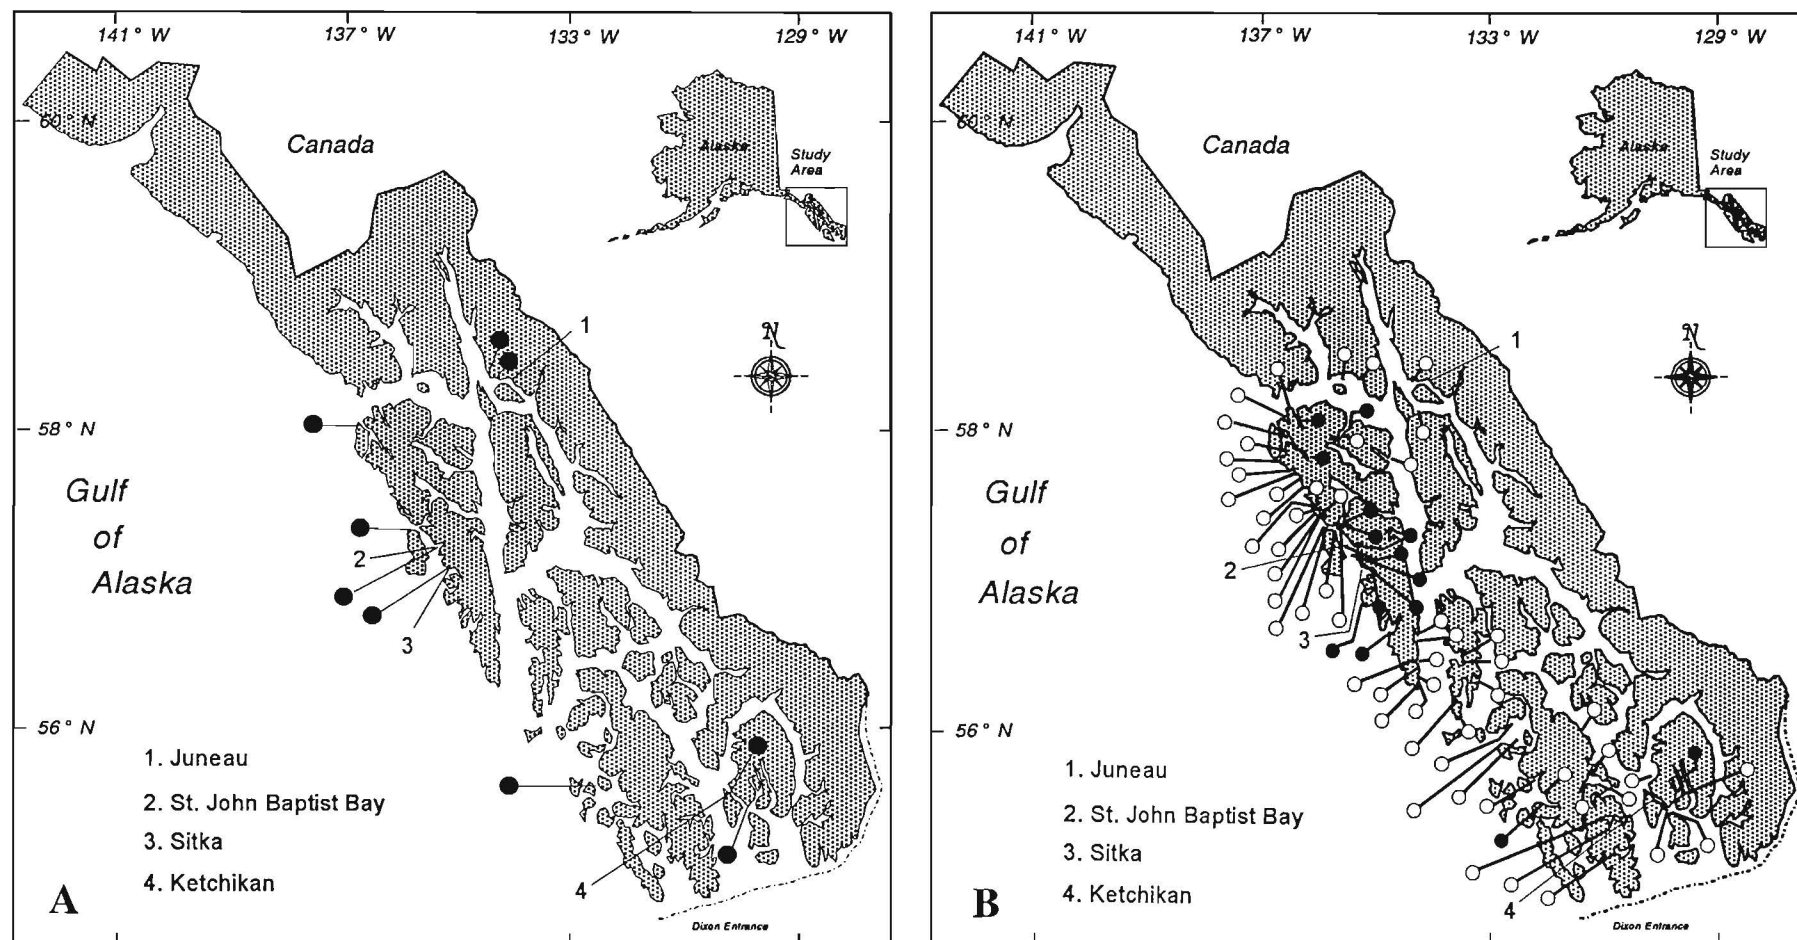 141° W 137° W 133° W 129° W
60° N
Canada
Alaska
Study
Area
N
1
58° N
Gulf
of
Alaska
2
3
56° N
1. Juneau
2. St. John Baptist Bay
3. Sitka
4. Ketchikan
4
A
Dixon Entrance
141° W 137° W 133° W 129° W
60° N
Canada
Alaska
Study
Area
N
1
58° N
Gulf
of
Alaska
2
3
56° N
1. Juneau
2. St. John Baptist Bay
3. Sitka
4. Ketchikan
4
B
Dixon Entrance